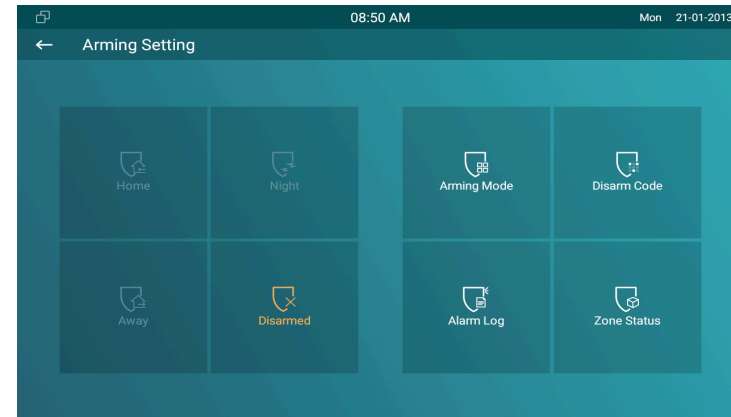 08:50 AM
Mon 21-01-2013
Arming Setting
Home
Night
Arming Mode
Disarm Code
Away
Disarmed
Alarm Log
Zone Status